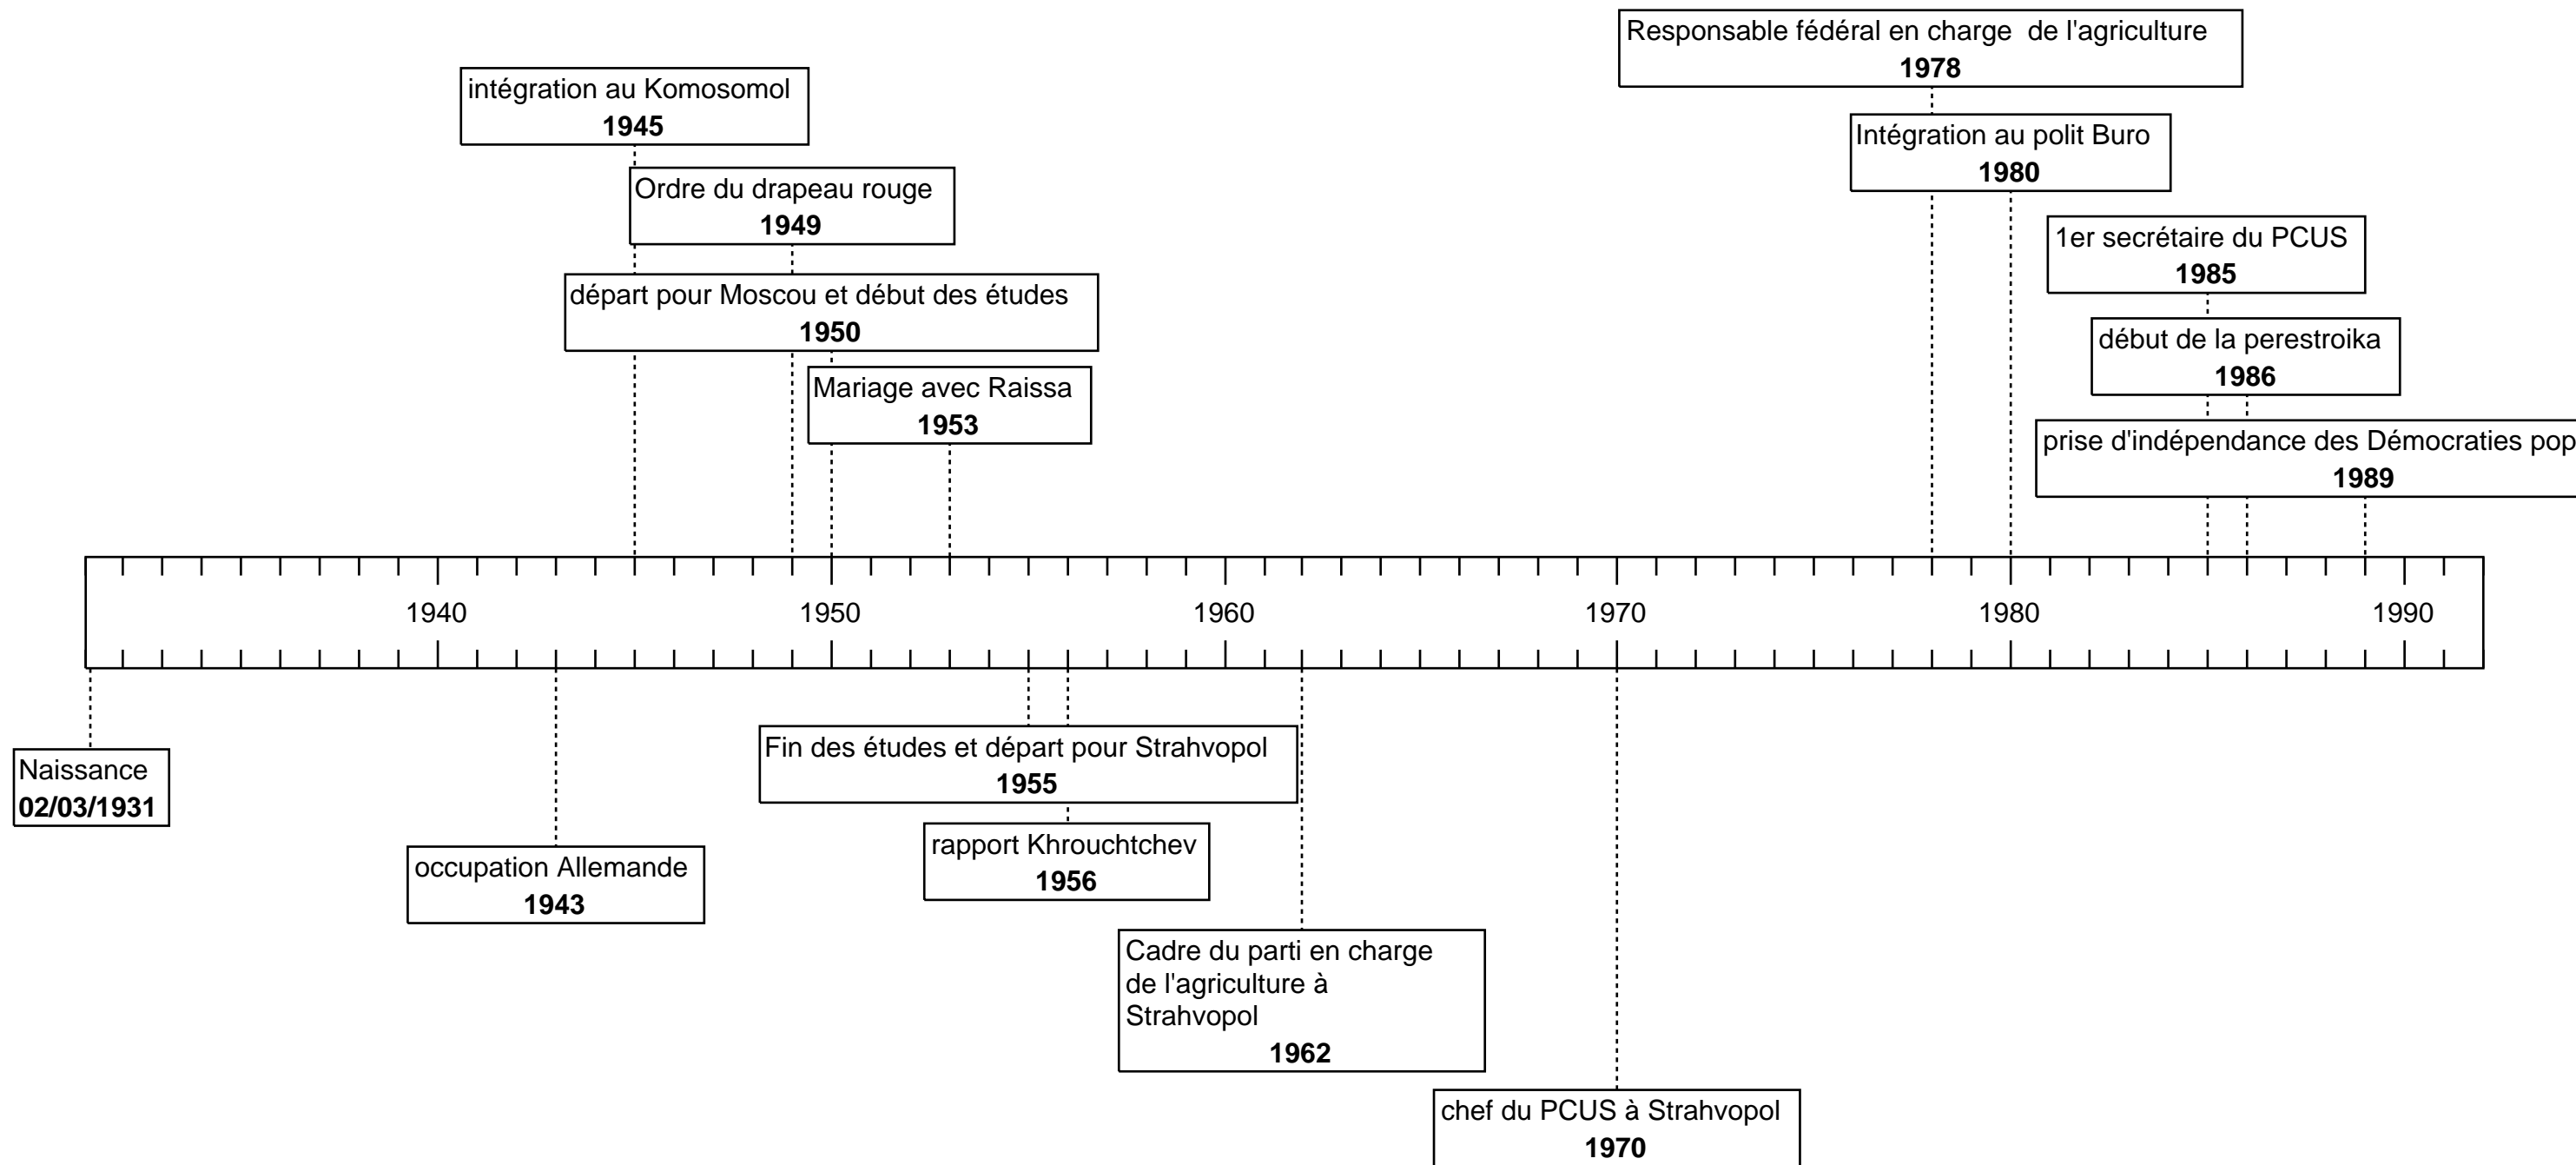 Responsable fédéral en charge  de l'agriculture
1978
intégration au Komosomol
1945
Intégration au polit Buro
1980
Ordre du drapeau rouge
1949
1er secrétaire du PCUS
1985
départ pour Moscou et début des études
1950
début de la perestroika
1986
Mariage avec Raissa
1953
prise d'indépendance des Démocraties pop
1989
1940 1950 1960 1970 1980 1990
Naissance
02/03/1931
Fin des études et départ pour Strahvopol
1955
occupation Allemande
1943
rapport Khrouchtchev
1956
Cadre du parti en charge
de l'agriculture à
Strahvopol
1962
chef du PCUS à Strahvopol
1970